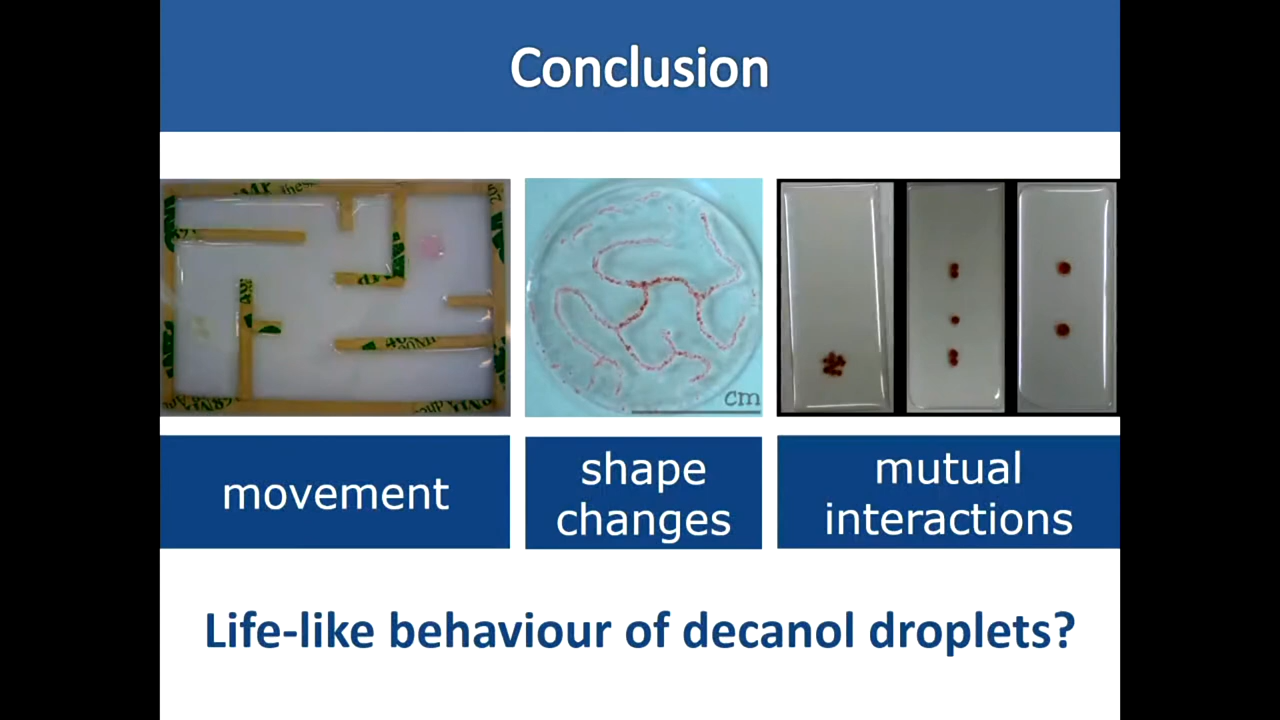 Conclusion
cm
movement
shape
changes
mutual
interactions
Life-like behaviour of decanol droplets?